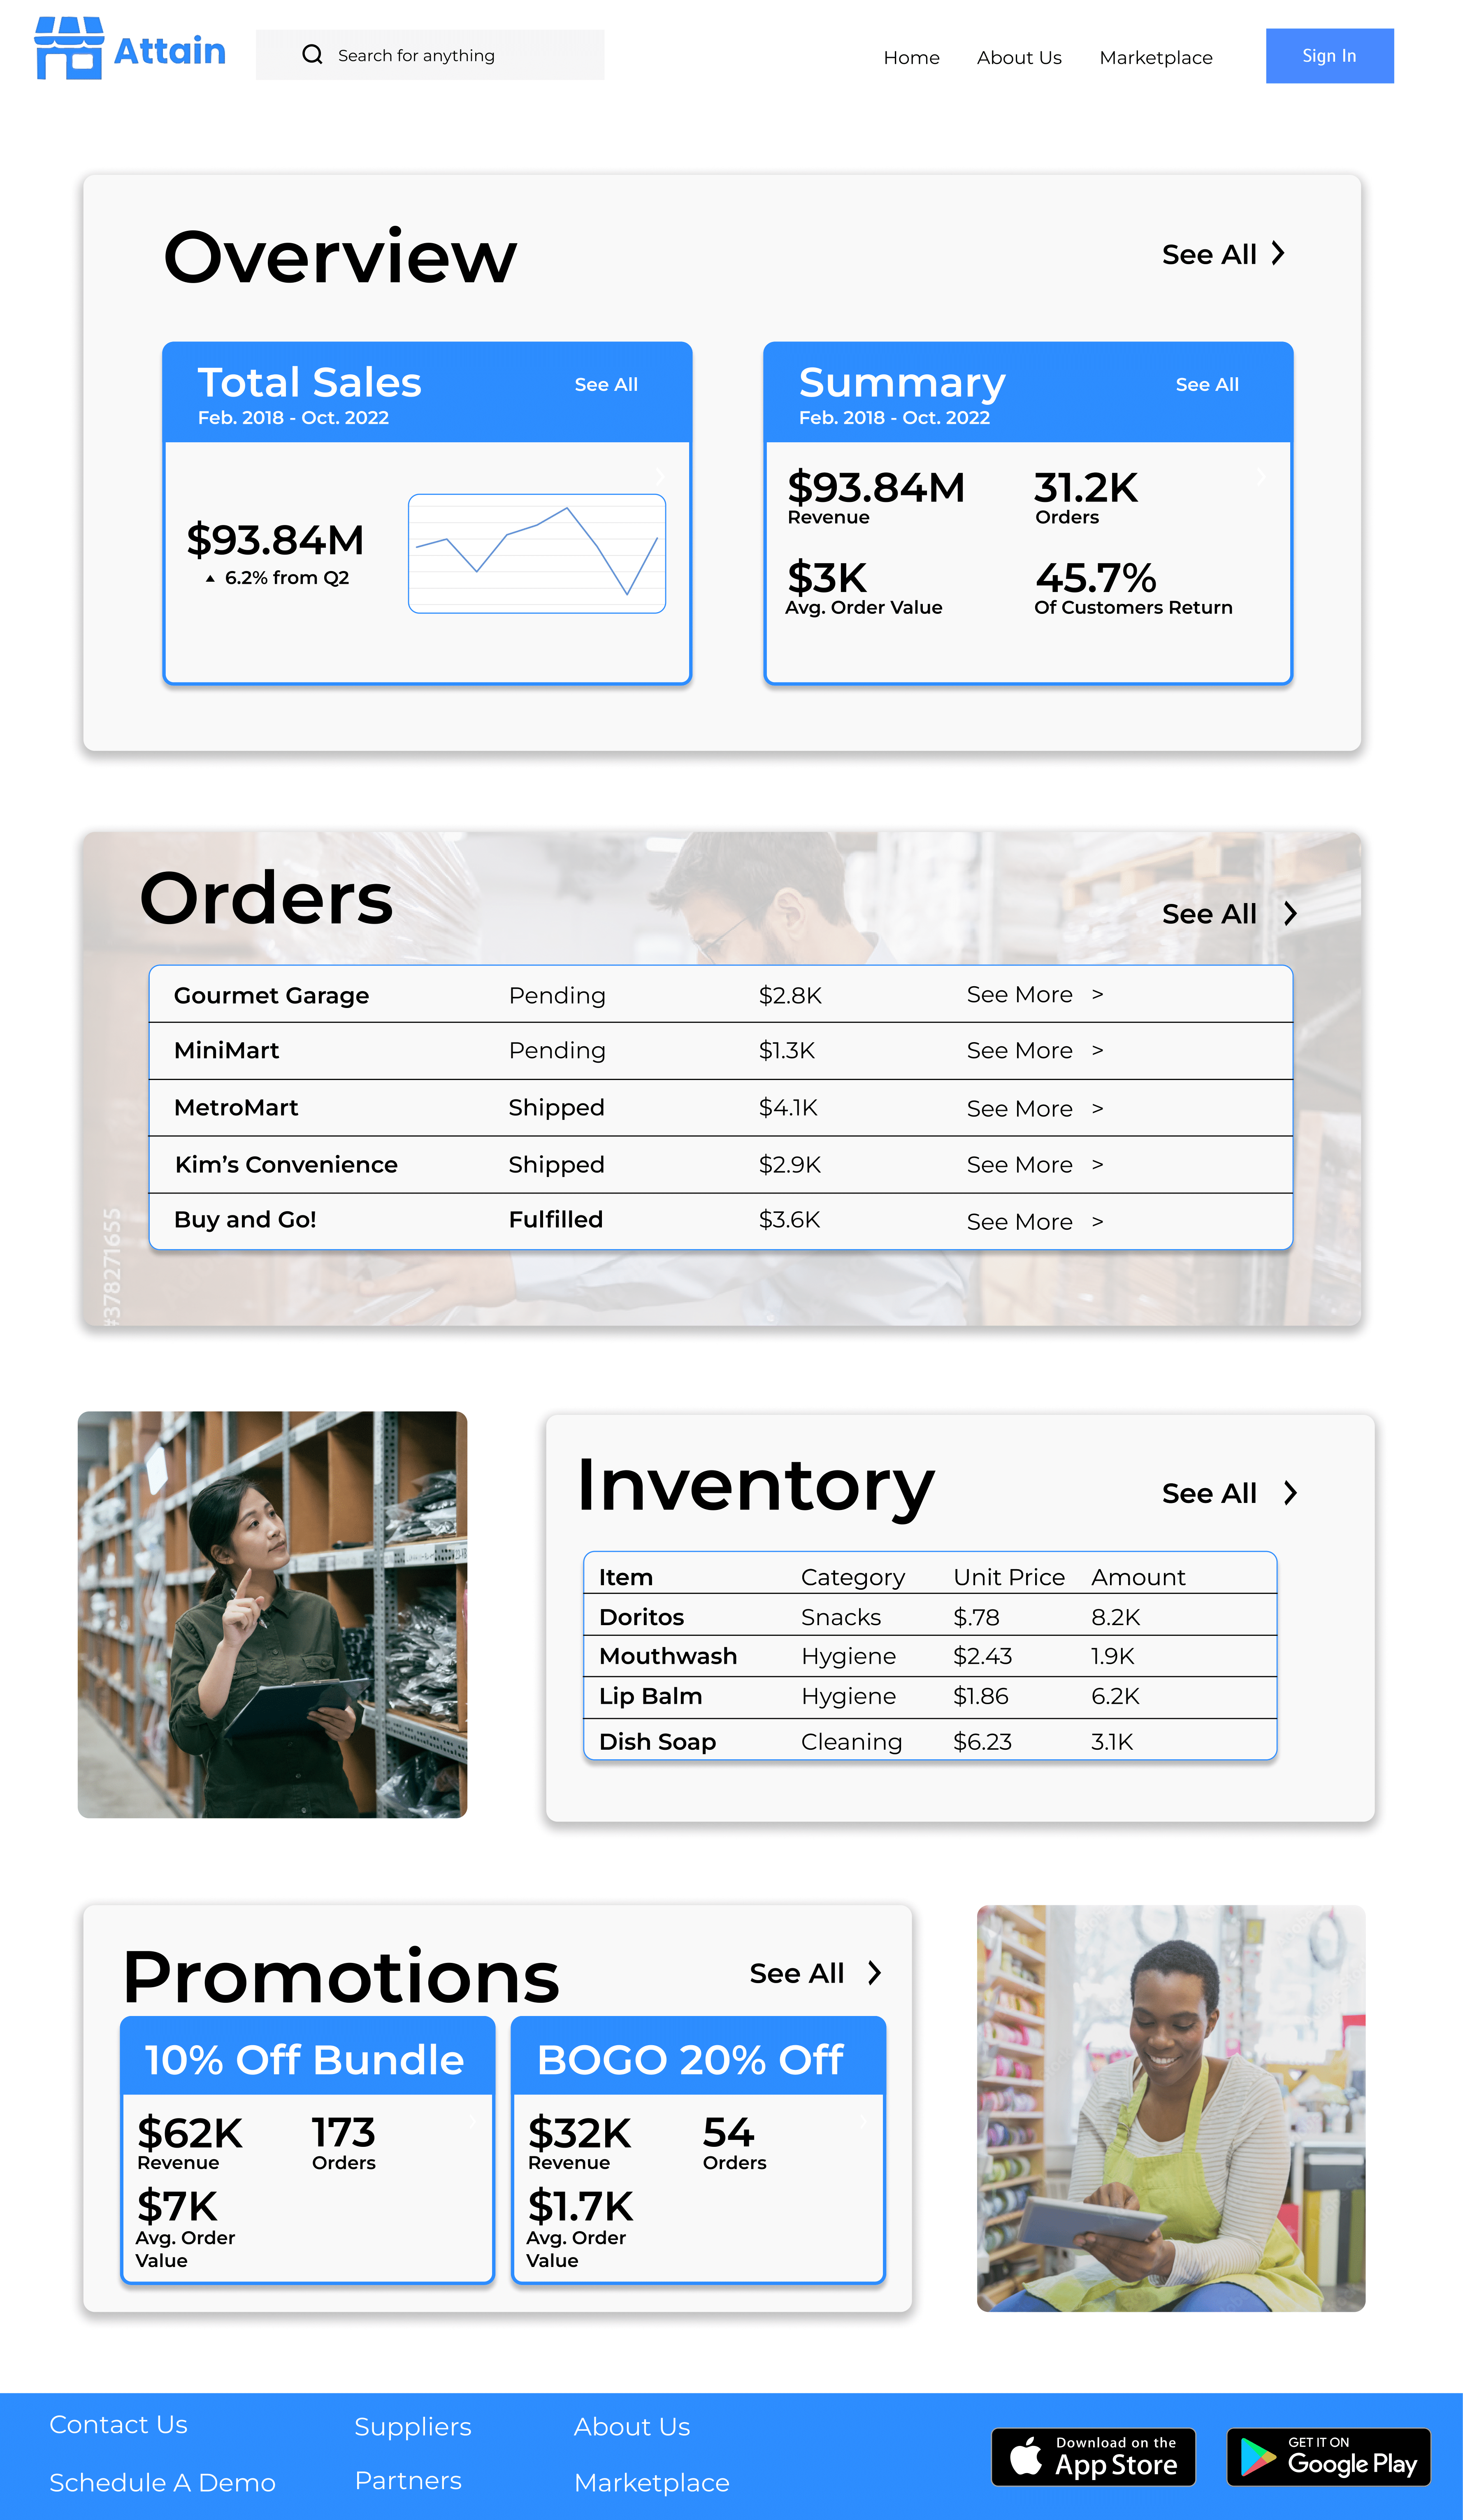 Attain
Search for anything
Home About Us Marketplace Sign In
Overview
See All
Total Sales
See All
Feb. 2018 - Oct. 2022
$93.84M
▲ 6.2% from Q2
Summary
See All
Feb. 2018 - Oct. 2022
$93.84M 31.2K
Revenue Orders
$3K 45.7%
Avg. Order Value Of Customers Return
Orders
See All
Gourmet Garage Pending $2.8K See More >
MiniMart Pending $1.3K See More >
MetroMart Shipped $4.1K See More >
Kim’s Convenience Shipped $2.9K See More >
Buy and Go! Fulfilled $3.6K See More >
#378271655
Inventory
See All
Item Category Unit Price Amount
Doritos Snacks $.78 8.2K
Mouthwash Hygiene $2.43 1.9K
Lip Balm Hygiene $1.86 6.2K
Dish Soap Cleaning $6.23 3.1K
Promotions
See All
10% Off Bundle
$62K 173
Revenue Orders
$7K
Avg. Order
Value
BOGO 20% Off
$32K 54
Revenue Orders
$1.7K
Avg. Order
Value
Contact Us Suppliers About Us
Schedule A Demo Partners Marketplace
Download on the
App Store
GET IT ON
Google Play